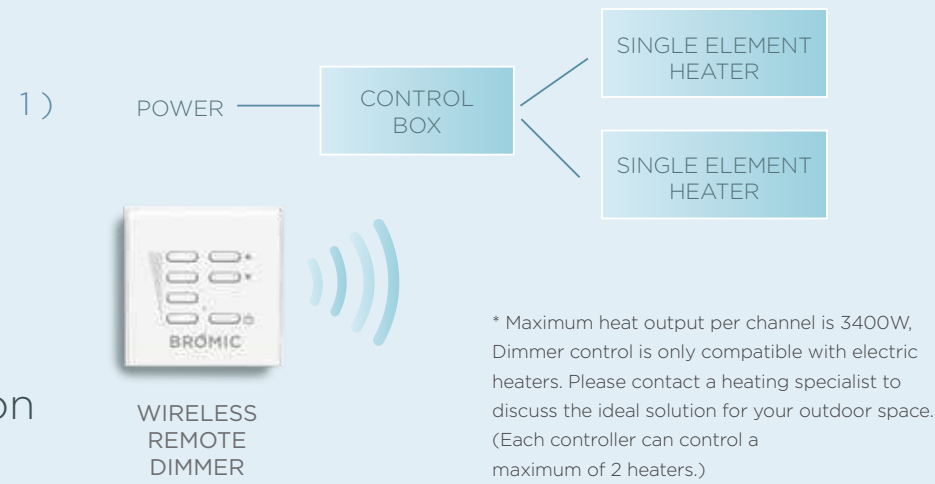 SINGLE ELEMENT
HEATER
1)
POWER
CONTROL
BOX
SINGLE ELEMENT
HEATER
BROMIC
WIRELESS
REMOTE
DIMMER
on
* Maximum heat output per channel is 3400W,
Dimmer control is only compatible with electric
heaters. Please contact a heating specialist to
discuss the ideal solution for your outdoor space.
(Each controller can control a
maximum of 2 heaters.)